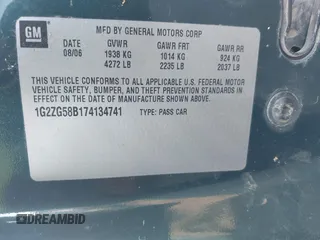 GM
MFD BY GENERAL MOTORS CORP
DATE GVWR GAWR FRT GAWR RR
08/06 1938 KG 1014 KG 924 KG
4272 LB 2235 LB 2037 LB
THIS VEHICLE CONFORMS TO ALL APPLICABLE U.S. FEDERAL MOTOR
VEHICLE SAFETY, BUMPER, AND THEFT PREVENTION STANDARDS IN
EFFECT ON THE DATE OF MANUFACTURE SHOWN ABOVE.
1G2ZG58B174134741 TYPE: PASS CAR